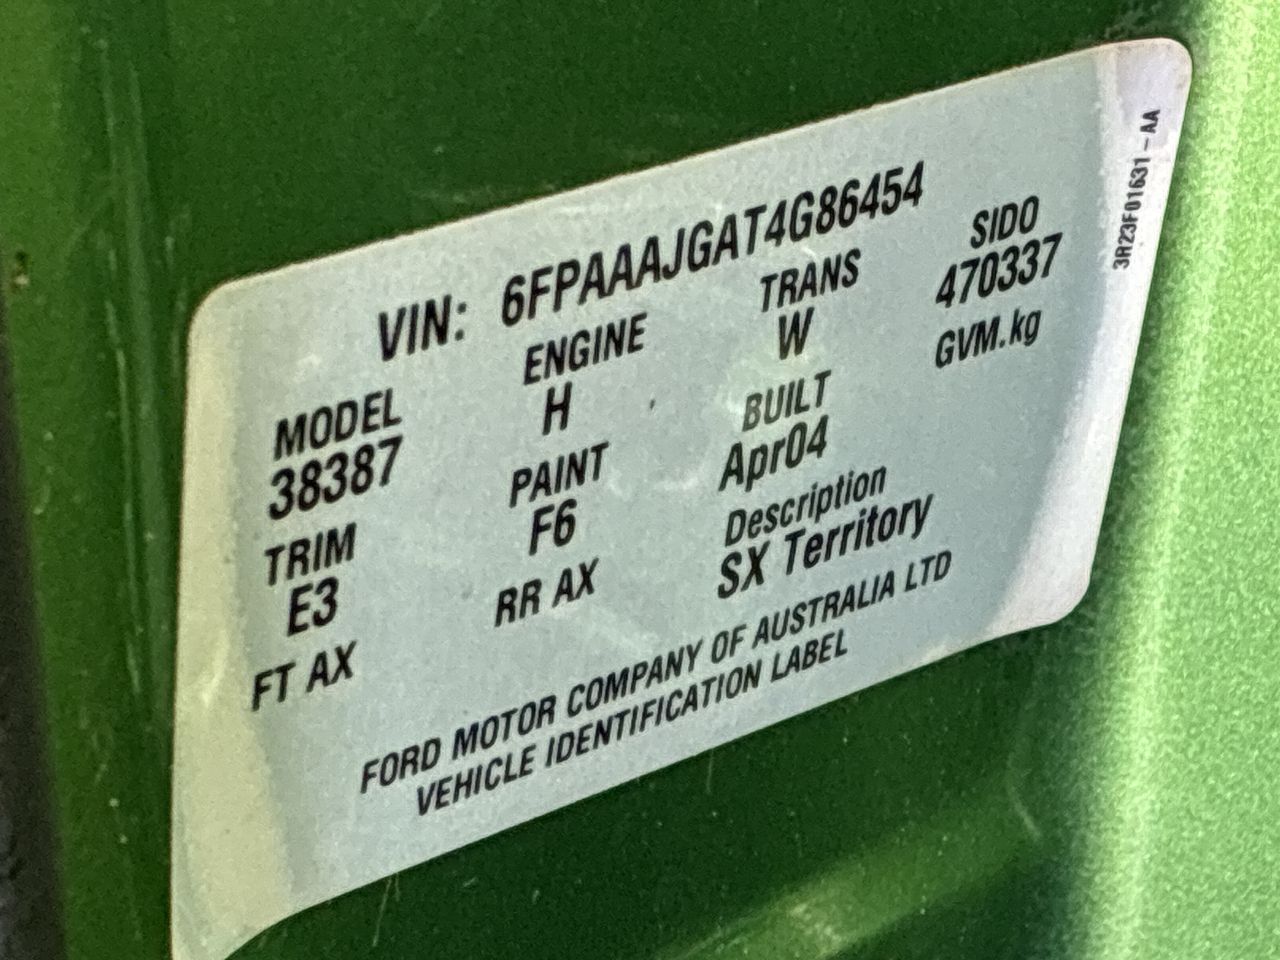 VIN: 6FPAAAJGAT4G86454
MODEL ENGINE TRANS SIDO
38387 H W 470337
TRIM PAINT BUILT GVM.kg
E3 F6 Apr04
FT AX RR AX Description
SX Territory
FORD MOTOR COMPANY OF AUSTRALIA LTD
VEHICLE IDENTIFICATION LABEL
3R23F01631-AA